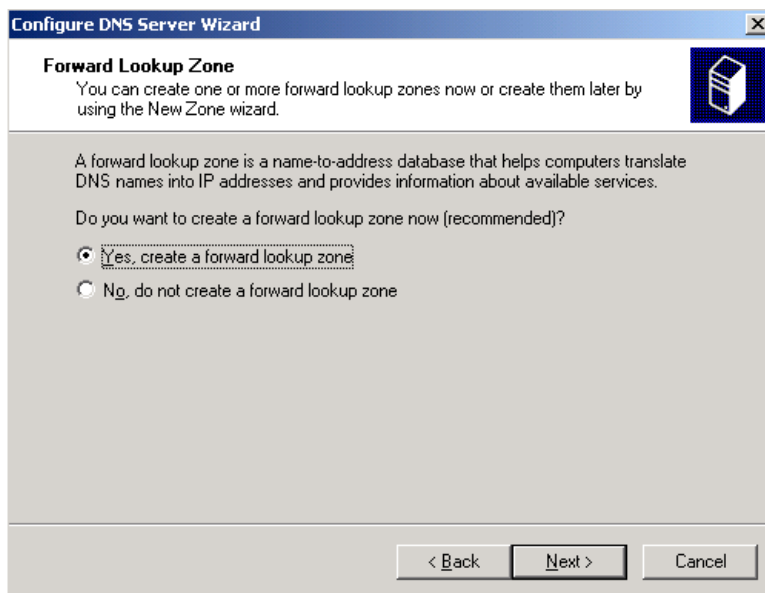 Configure DNS Server Wizard
Forward Lookup Zone
You can create one or more forward lookup zones now or create them later by
using the New Zone wizard.
A forward lookup zone is a name-to-address database that helps computers translate
DNS names into IP addresses and provides information about available services.
Do you want to create a forward lookup zone now (recommended)?
Yes, create a forward lookup zone
No, do not create a forward lookup zone
< Back Next > Cancel